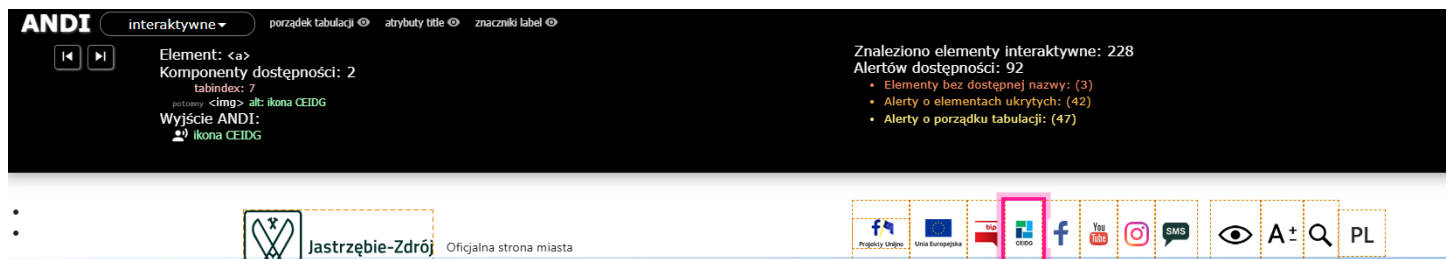 ANDI interaktywne porządek tabulacji atrybuty title znaczniki label
Element: <a>
Komponenty dostępności: 2
tabindex: 7
potomny <img> alt: ikona CEIDG
Wyjście ANDI:
ikona CEIDG
Znaleziono elementy interaktywne: 228
Alertów dostępności: 92
• Elementy bez dostępnej nazwy: (3)
• Alerty o elementach ukrytych: (42)
• Alerty o porządku tabulacji: (47)
Jastrzębie-Zdrój Oficjalna strona miasta
Projekty Unijne Unia Europejska bip CEIDG f You Tube SMS A± PL